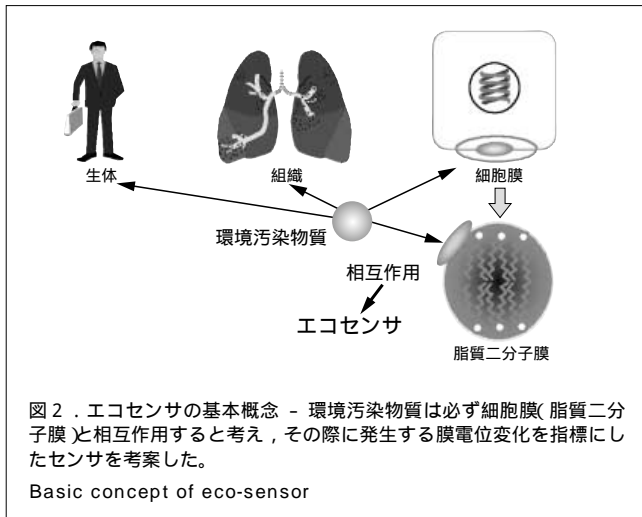 生体
組織
細胞膜
環境汚染物質
相互作用
エコセンサ
脂質二分子膜
図２．エコセンサの基本概念 － 環境汚染物質は必ず細胞膜（脂質二分
子膜）と相互作用すると考え，その際に発生する膜電位変化を指標にし
たセンサを考案した。
Basic concept of eco-sensor